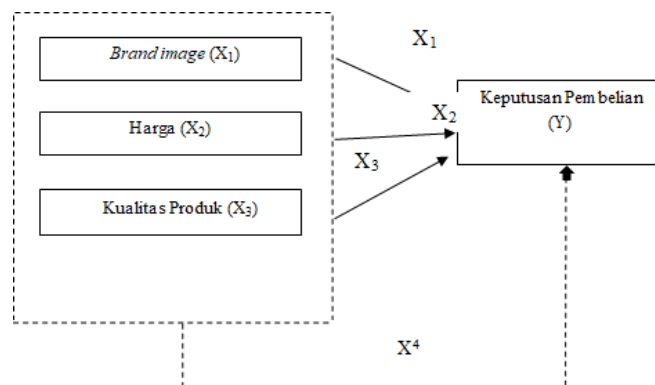 Brand image (X₁)
Harga (X₂)
Kualitas Produk (X₃)
X₁
X₂
X₃
Keputusan Pembelian
(Y)
X⁴